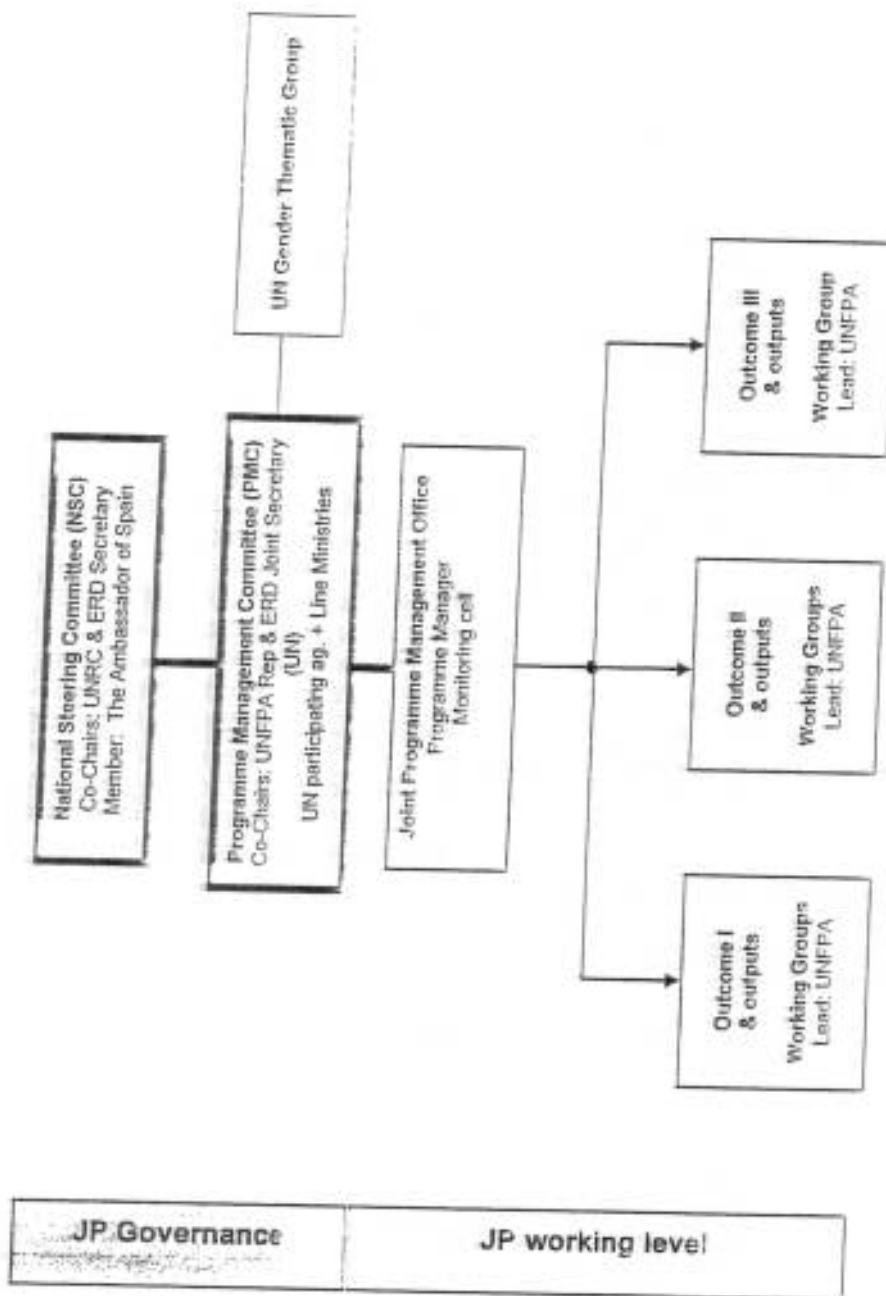 National Steering Committee (NSC)
Co-Chairs: UNRC & ERD Secretary
Member: The Ambassador of Spain
Programme Management Committee (PMC)
Co-Chairs: UNFPA Rep & ERD Joint Secretary
(UN)
UN participating ag. + Line Ministries
UN Gender Thematic Group
Joint Programme Management Office
Programme Manager
Monitoring cell
Outcome I
& outputs
Working Groups
Lead: UNFPA
Outcome II
& outputs
Working Groups
Lead: UNFPA
Outcome III
& outputs
Working Group
Lead: UNFPA
JP Governance
JP working level